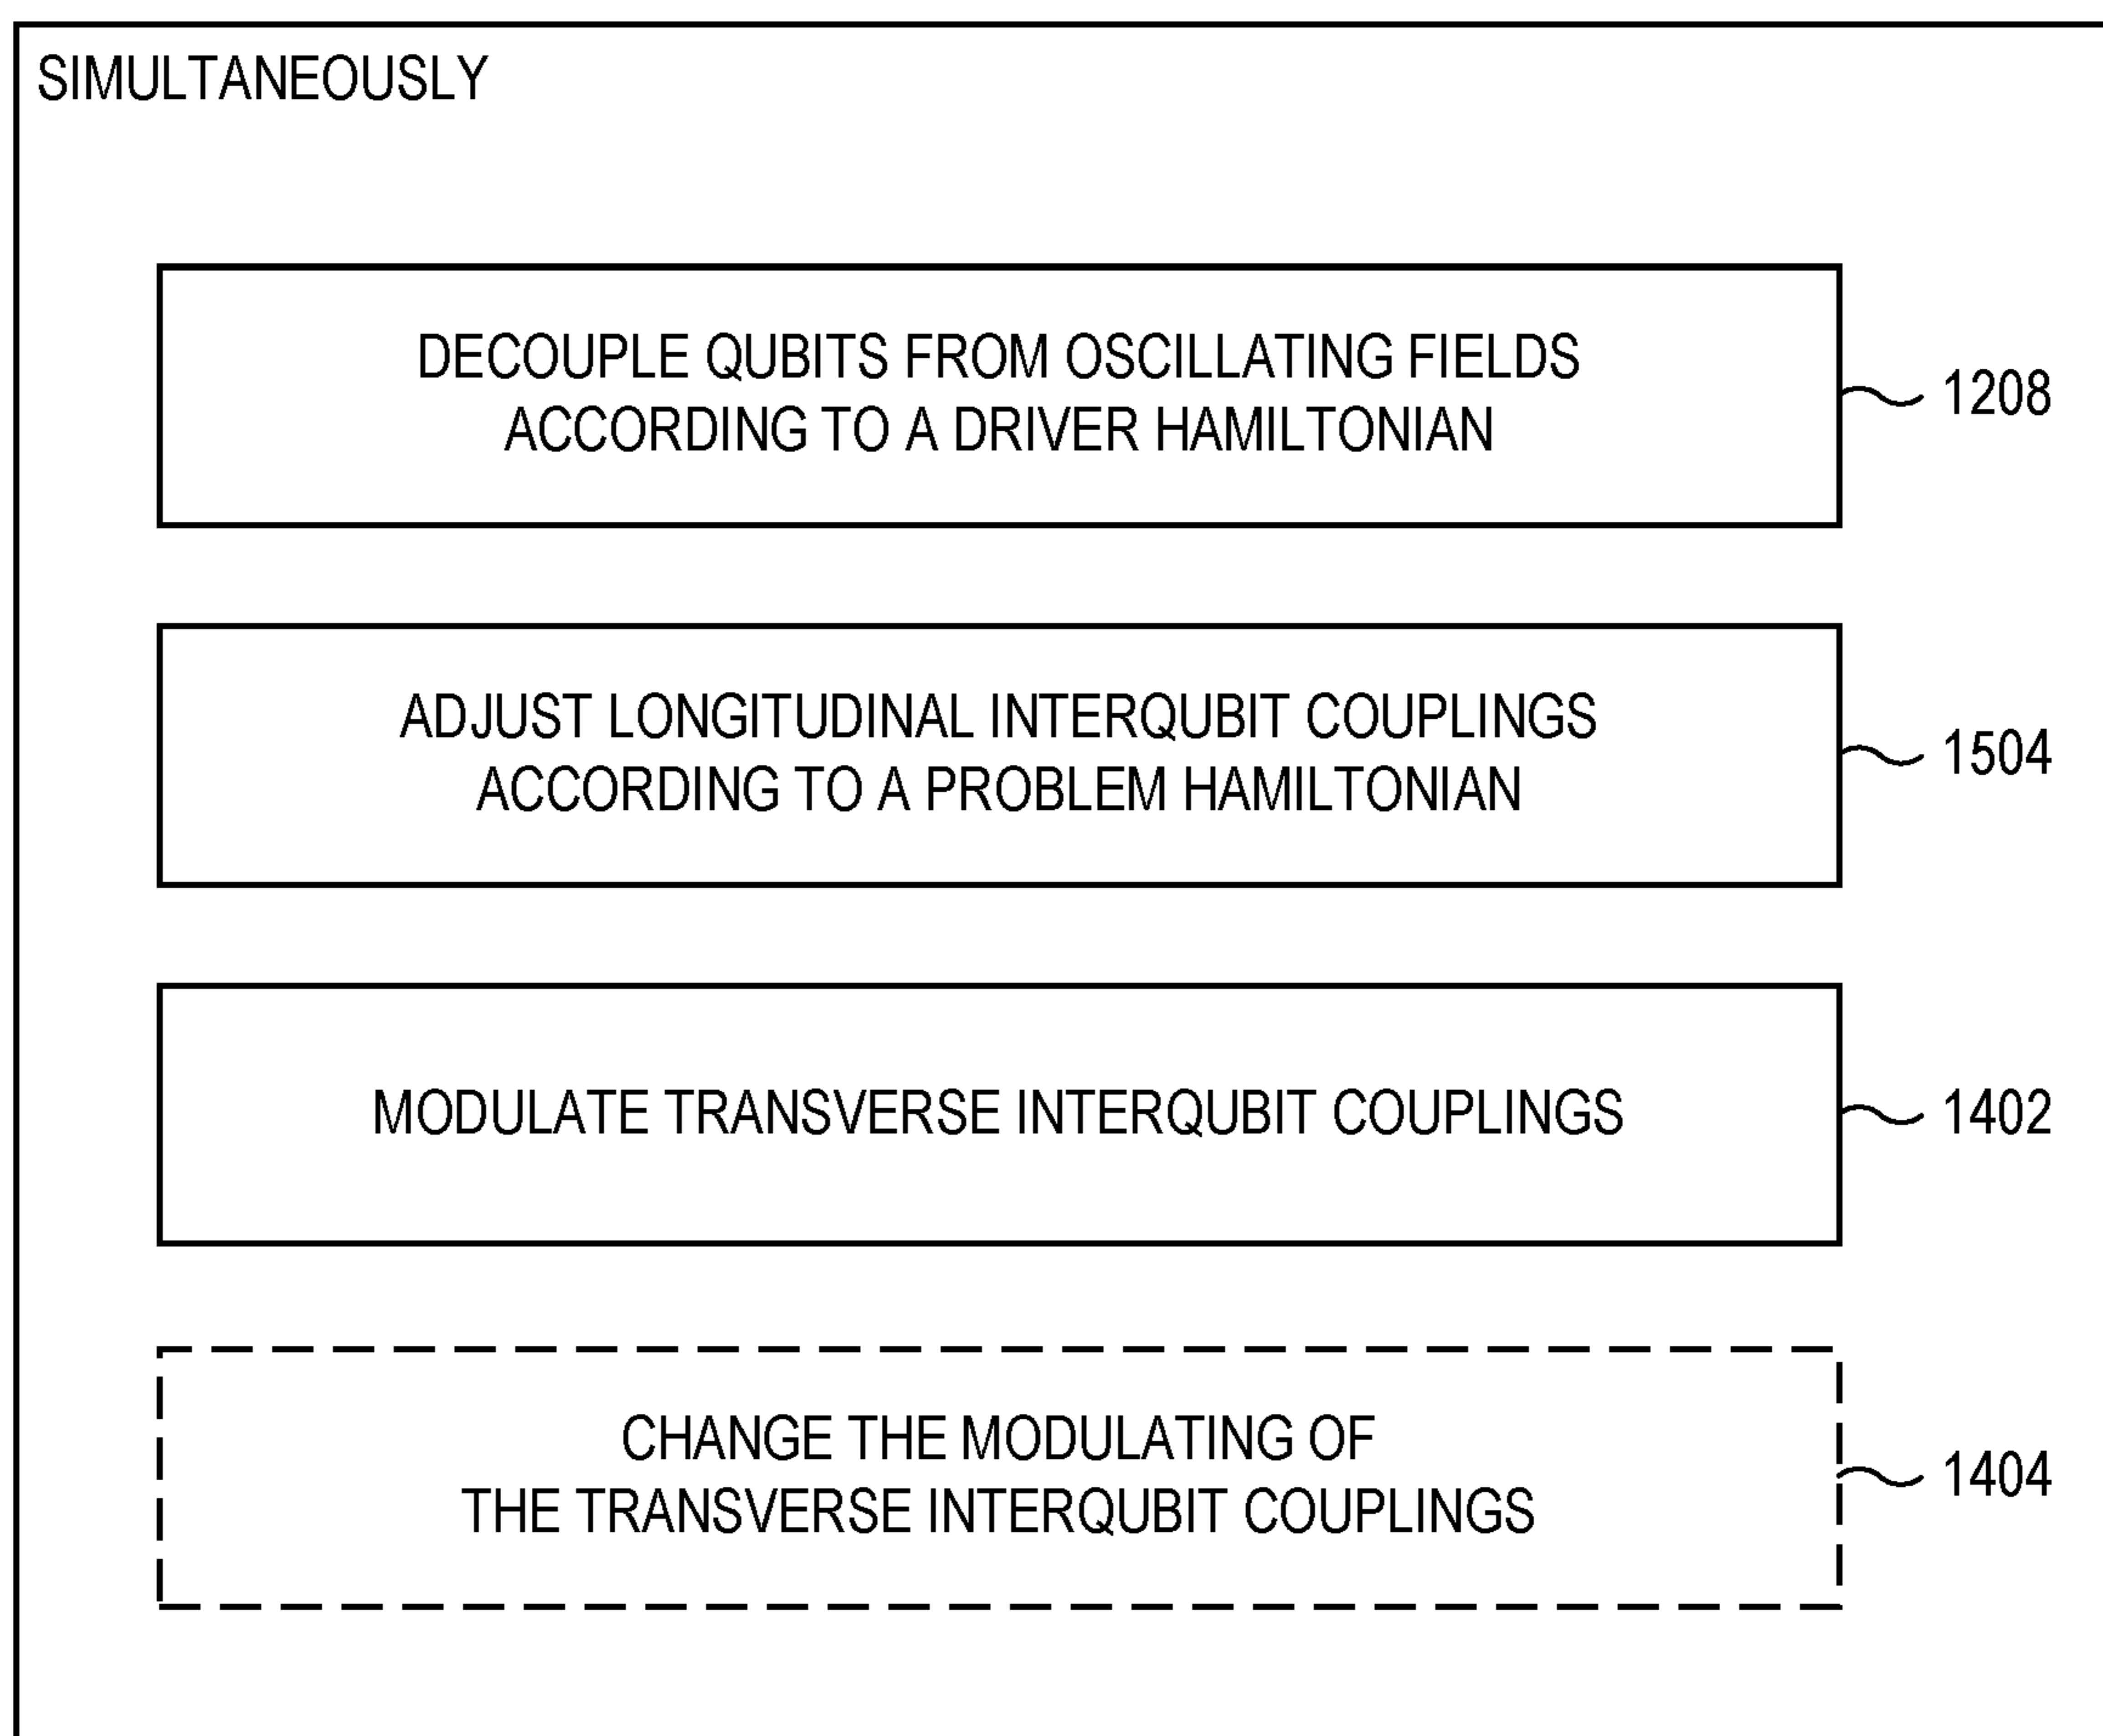 SIMULTANEOUSLY
DECOUPLE QUBITS FROM OSCILLATING FIELDS
ACCORDING TO A DRIVER HAMILTONIAN
1208
ADJUST LONGITUDINAL INTERQUBIT COUPLINGS
ACCORDING TO A PROBLEM HAMILTONIAN
1504
MODULATE TRANSVERSE INTERQUBIT COUPLINGS
1402
CHANGE THE MODULATING OF
THE TRANSVERSE INTERQUBIT COUPLINGS
1404